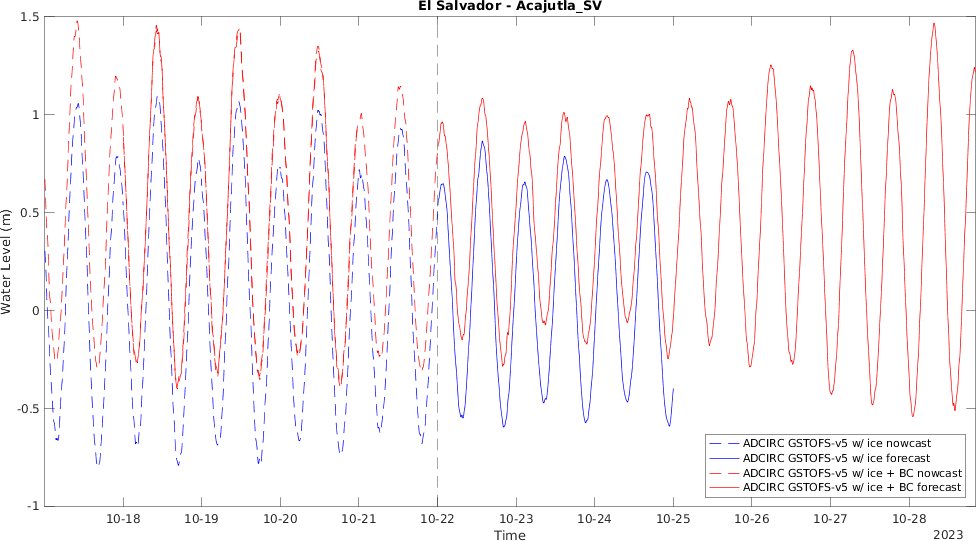 El Salvador - Acajutla_SV
1.5
1
0.5
0
-0.5
-1
Water Level (m)
10-18 10-19 10-20 10-21 10-22 10-23 10-24 10-25 10-26 10-27 10-28
Time
2023
ADCIRC GSTOFS-v5 w/ ice nowcast
ADCIRC GSTOFS-v5 w/ ice forecast
ADCIRC GSTOFS-v5 w/ ice + BC nowcast
ADCIRC GSTOFS-v5 w/ ice + BC forecast